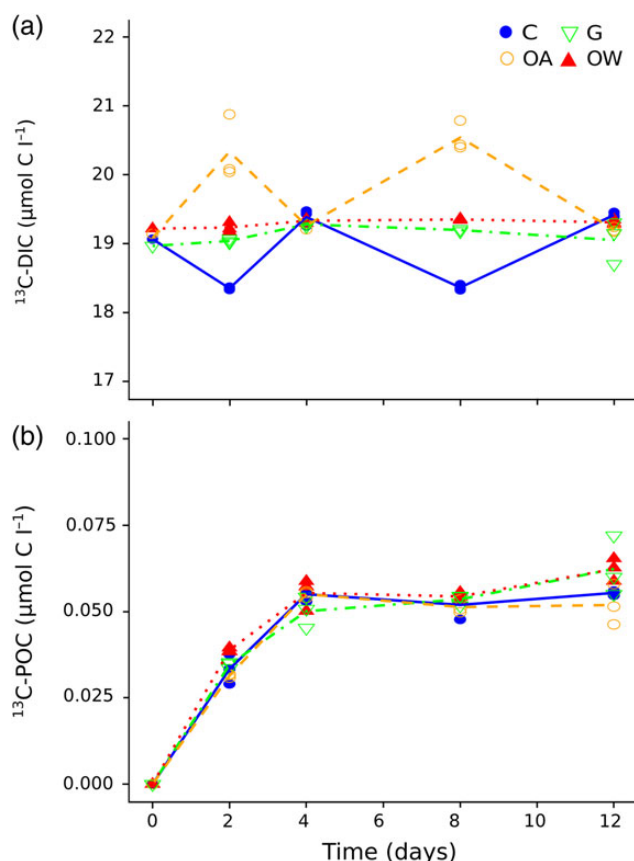 (a)
22
21
20
19
18
17
¹³C-DIC (μmol C l⁻¹)
C G
OA OW
(b)
0.100
0.075
0.050
0.025
0.000
¹³C-POC (μmol C l⁻¹)
0 2 4 6 8 10 12
Time (days)